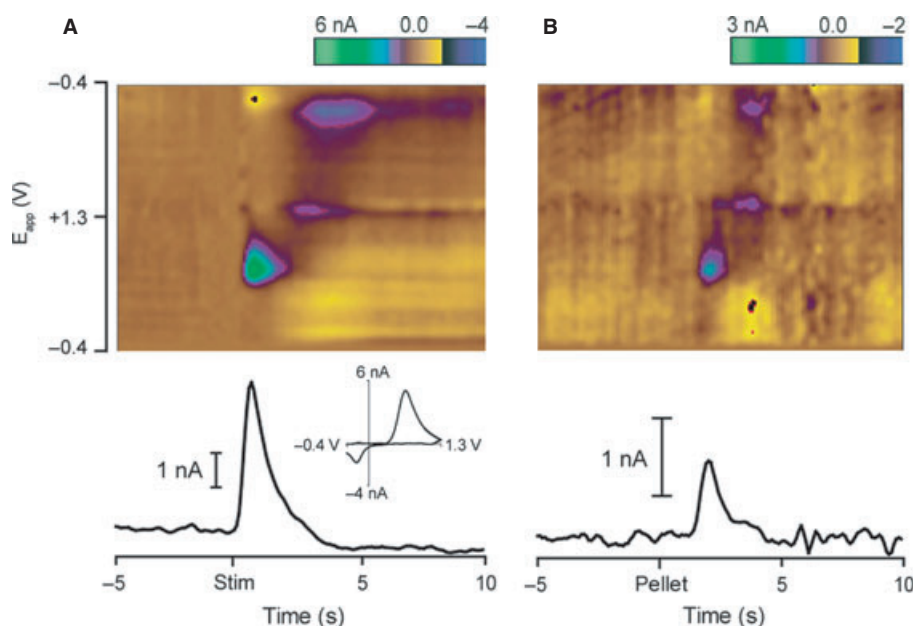 A
6 nA 0.0 –4
B
3 nA 0.0 –2
–0.4
+1.3
–0.4
E app (V)
6 nA
–0.4 V
1.3 V
–4 nA
1 nA
1 nA
–5 Stim 5 10
Time (s)
–5 Pellet 5 10
Time (s)